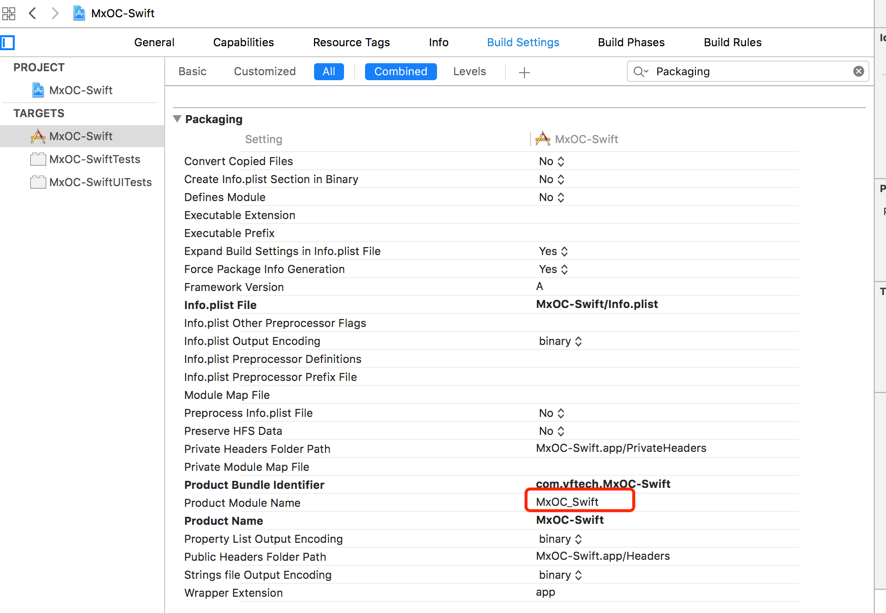 MxOC-Swift
General Capabilities Resource Tags Info Build Settings Build Phases Build Rules
PROJECT
MxOC-Swift
TARGETS
MxOC-Swift
MxOC-SwiftTests
MxOC-SwiftUITests
Basic Customized All Combined Levels + Packaging
Packaging
Setting MxOC-Swift
Convert Copied Files No
Create Info.plist Section in Binary No
Defines Module No
Executable Extension
Executable Prefix
Expand Build Settings in Info.plist File Yes
Force Package Info Generation Yes
Framework Version A
Info.plist File MxOC-Swift/Info.plist
Info.plist Other Preprocessor Flags
Info.plist Output Encoding binary
Info.plist Preprocessor Definitions
Info.plist Preprocessor Prefix File
Module Map File
Preprocess Info.plist File No
Preserve HFS Data No
Private Headers Folder Path MxOC-Swift.app/PrivateHeaders
Private Module Map File
Product Bundle Identifier com.vftech.MxOC-Swift
Product Module Name MxOC_Swift
Product Name MxOC-Swift
Property List Output Encoding binary
Public Headers Folder Path MxOC-Swift.app/Headers
Strings file Output Encoding binary
Wrapper Extension app